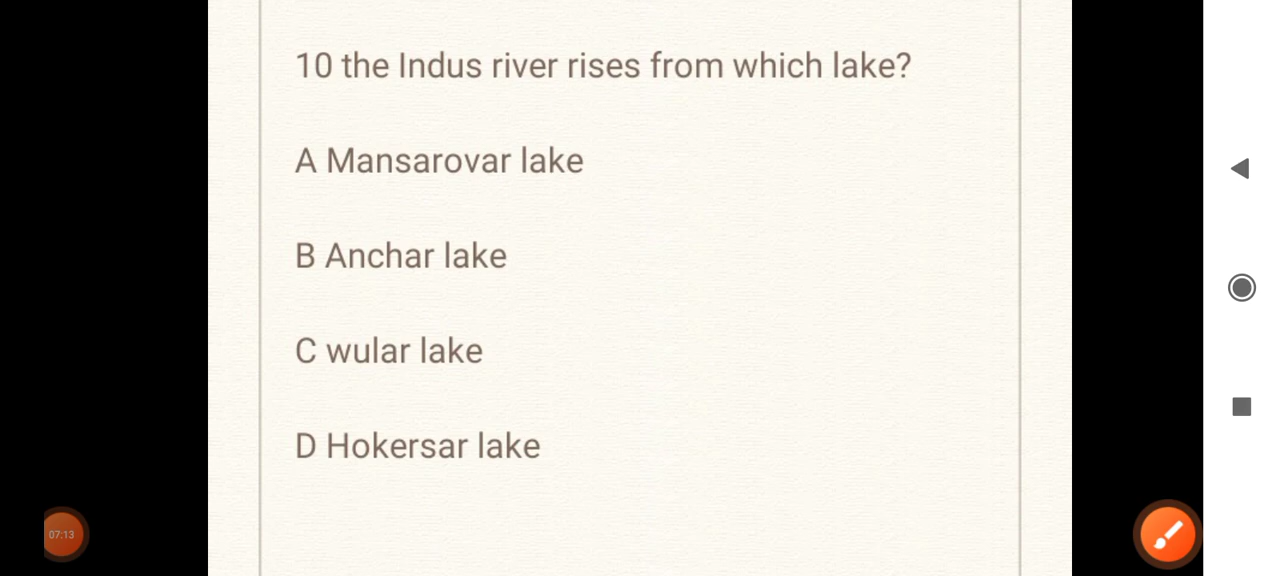 10 the Indus river rises from which lake?
A Mansarovar lake
B Anchar lake
C wular lake
D Hokersar lake
07:13